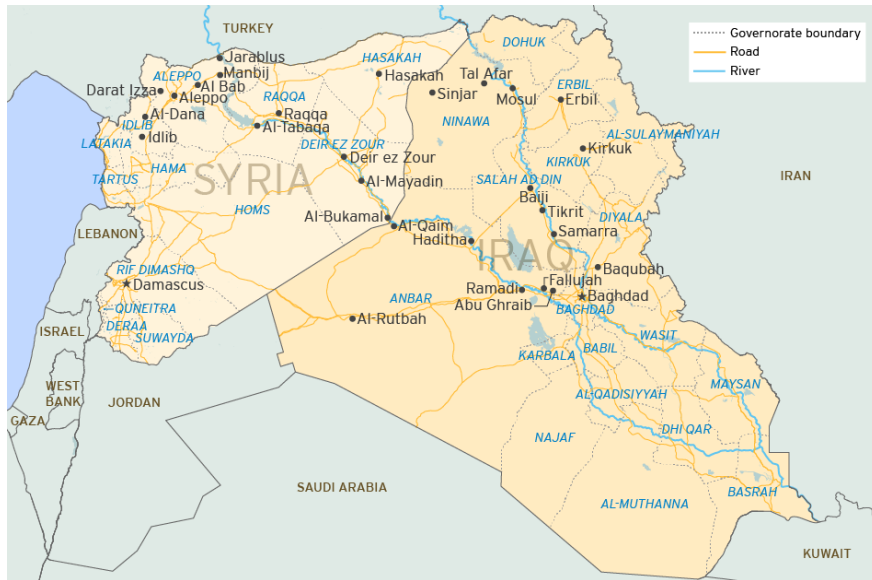 TURKEY
Governorate boundary
Road
River
Jarablus
Manbij
Al Bab
ALEPPO
Darat Izza
Aleppo
Al-Dana
IDLIB
Idlib
LATAKIA
TARTUS
HAMA
RAQQA
Raqqa
Al-Tabaqa
HASAKAH
Hasakah
DEIR EZ ZOUR
Deir ez Zour
SYRIA
Al-Mayadin
HOMS
Al-Bukamal
LEBANON
RIF DIMASHQ
Damascus
QUNEITRA
DERAA
SUWAYDA
ISRAEL
WEST
BANK
GAZA
JORDAN
SAUDI ARABIA
DOHUK
Tal Afar
Sinjar
Mosul
NINAWA
ERBIL
Erbil
AL-SULAYMANIYAH
Kirkuk
KIRKUK
SALAH AD DIN
Baiji
Tikrit
DIYALA
Samarra
IRAN
Al-Qaim
Haditha
IRAQ
Baqubah
Fallujah
Ramadi
Abu Ghraib
Baghdad
BAGHDAD
ANBAR
Al-Rutbah
KARBALA
BABIL
WASIT
AL-QADISIYYAH
MAYSAN
NAJAF
DHI QAR
AL-MUTHANNA
BASRAH
KUWAIT